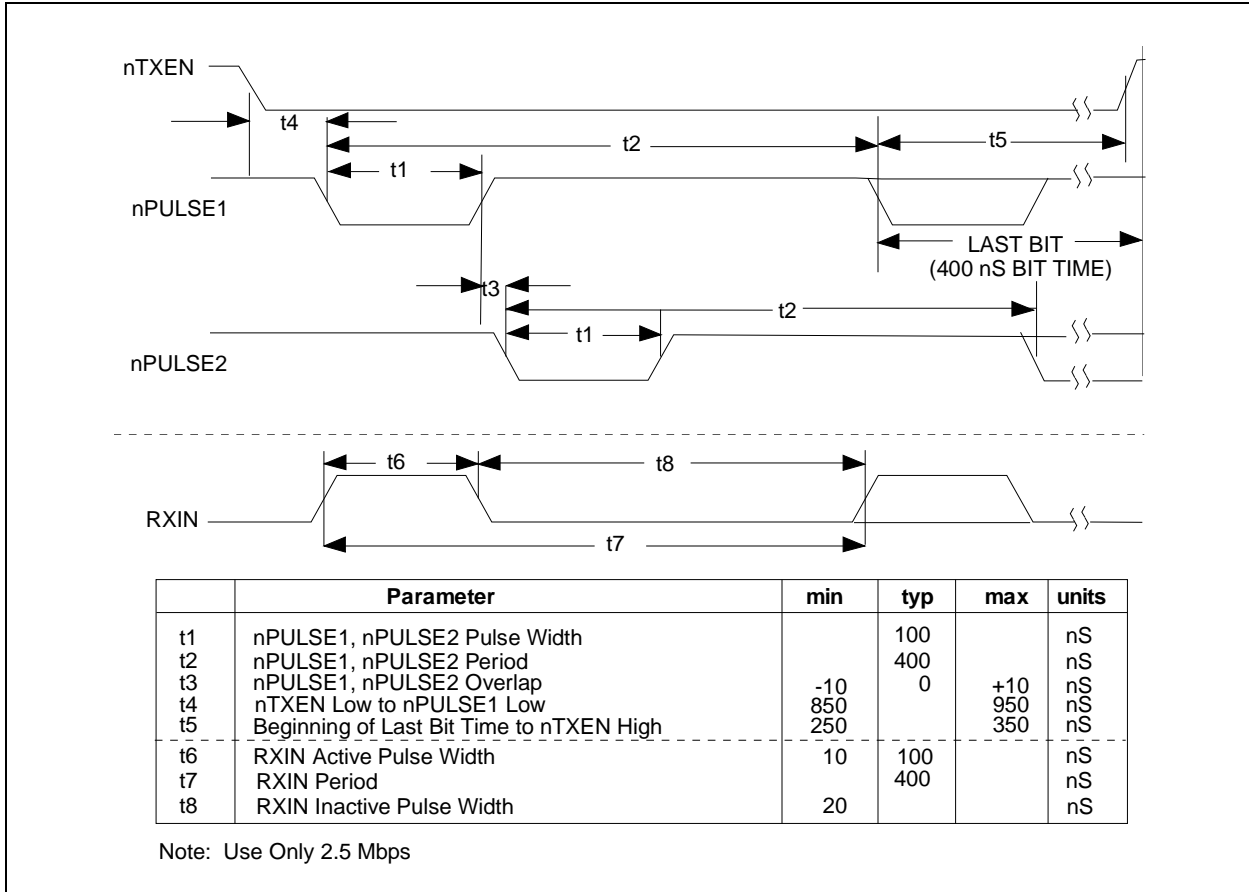 nTXEN
t4
t2
t5
t1
nPULSE1
LAST BIT
(400 nS BIT TIME)
t3
t2
t1
nPULSE2
t6
t8
RXIN
t7
Parameter min typ max units
t1 nPULSE1, nPULSE2 Pulse Width 100 nS
t2 nPULSE1, nPULSE2 Period 400 nS
t3 nPULSE1, nPULSE2 Overlap -10 0 +10 nS
t4 nTXEN Low to nPULSE1 Low 850 950 nS
t5 Beginning of Last Bit Time to nTXEN High 250 350 nS
t6 RXIN Active Pulse Width 10 100 nS
t7 RXIN Period 400 nS
t8 RXIN Inactive Pulse Width 20 nS
Note: Use Only 2.5 Mbps